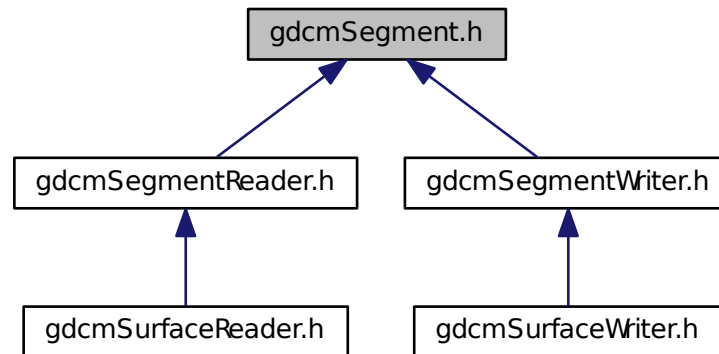 gdcmSegment.h
gdcmSegmentReader.h
gdcmSegmentWriter.h
gdcmSurfaceReader.h
gdcmSurfaceWriter.h